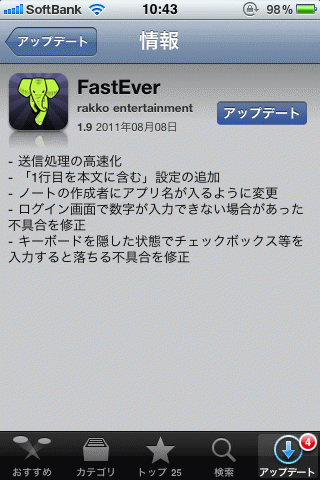 SoftBank 10:43 98%
アップデート 情報
FastEver
rakko entertainment
アップデート
1.9 2011年08月08日
- 送信処理の高速化
- 「1行目を本文に含む」設定の追加
- ノートの作成者にアプリ名が入るように変更
- ログイン画面で数字が入力できない場合があった
不具合を修正
- キーボードを隠した状態でチェックボックス等を
入力すると落ちる不具合を修正
4
おすすめ カテゴリ トップ 25 検索 アップデート